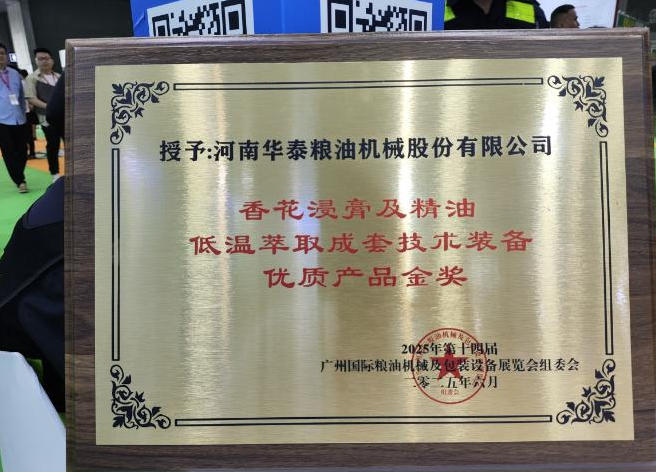 授予:河南华泰粮油机械股份有限公司
香花浸膏及精油
低温萃取成套技术装备
优质产品金奖
2025年第十四届
广州国际粮油机械及包装设备展览会组委会
二零二五年六月
组委会